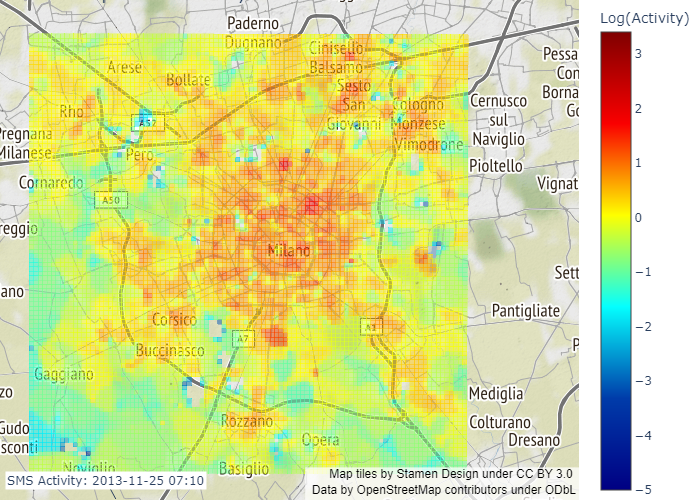 Log(Activity)
Paderno
Dugnano
Cinisello
Balsamo
Arese
Bollate
Sesto
San
Giovanni
Cologno
Monzese
Vimodrone
Cernusco
sul
Naviglio
Pioltello
Pessa
Con
Borna
Go
Rho
A52
Pregnana
Milanese
Pero
Cornaredo
A50
Vignat
reggio
Milano
Sett
ano
Pantigliate
Corsico
A7
A1
P
Buccinasco
Gaggiano
zo
Mediglia
Rozzano
Colturano
Gudo
sconti
Opera
Dresano
Noviglio
Basiglio
SMS Activity: 2013-11-25 07:10
Map tiles by Stamen Design under CC BY 3.0
Data by OpenStreetMap contributors under ODbL
3
2
1
0
−1
−2
−3
−4
−5